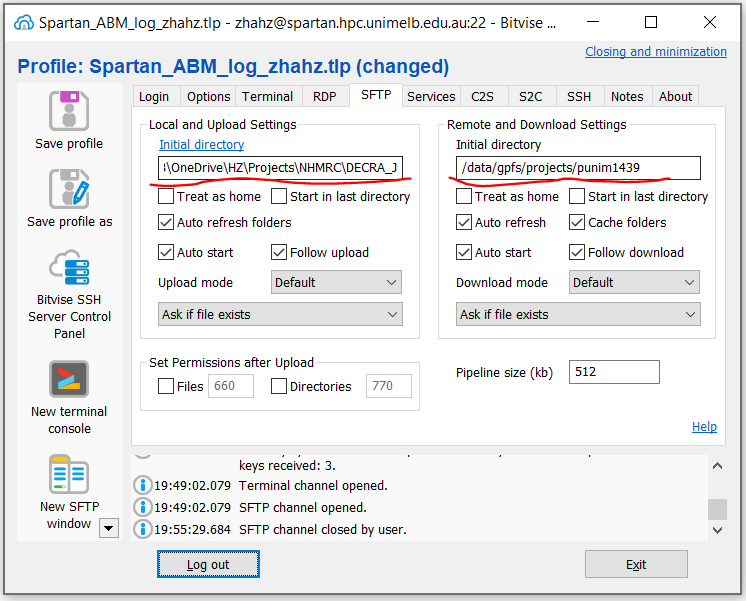 Spartan_ABM_log_zhahz.tlp - zhahz@spartan.hpc.unimelb.edu.au:22 - Bitvise ...
Closing and minimization
Profile: Spartan_ABM_log_zhahz.tlp (changed)
Save profile
Save profile as
Bitvise SSH
Server Control
Panel
New terminal
console
New SFTP
window
Login Options Terminal RDP SFTP Services C2S S2C SSH Notes About
Local and Upload Settings
Initial directory
\OneDrive\HZ\Projects\NHMRC\DECRA_J
Treat as home Start in last directory
Auto refresh folders
Auto start Follow upload
Upload mode Default
Ask if file exists
Remote and Download Settings
Initial directory
/data/gpfs/projects/punim1439
Treat as home Start in last directory
Auto refresh Cache folders
Auto start Follow download
Download mode Default
Ask if file exists
Set Permissions after Upload
Files 660 Directories 770
Pipeline size (kb) 512
Help
keys received: 3.
19:49:02.079 Terminal channel opened.
19:49:02.079 SFTP channel opened.
19:55:29.684 SFTP channel closed by user.
Log out Exit